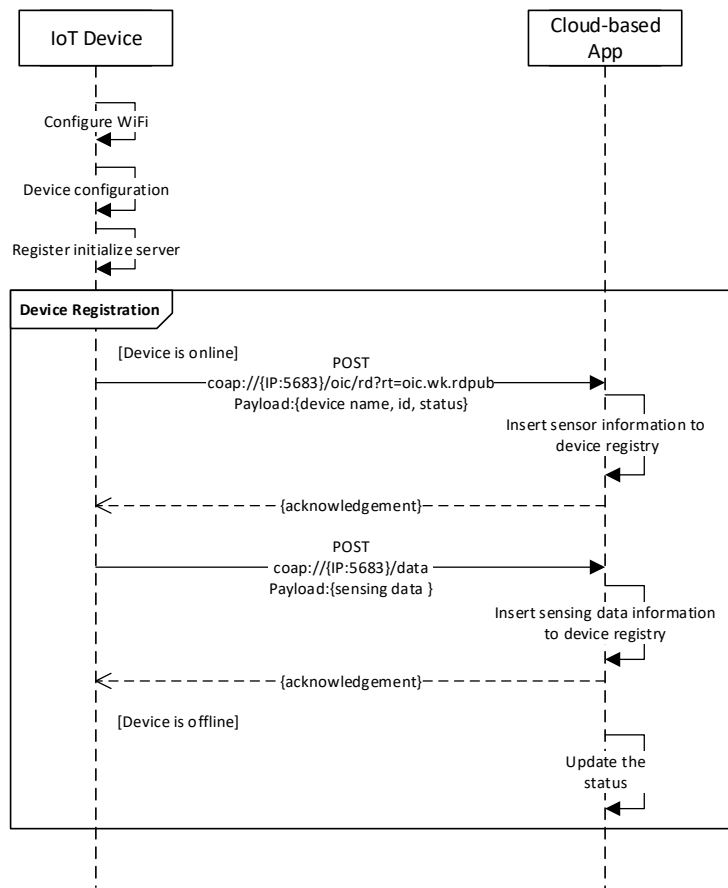 IoT Device
Cloud-based
App
Configure WiFi
Device configuration
Register initialize server
Device Registration
[Device is online]
POST
coap://{IP:5683}/oic/rd?rt=oic.wk.rdpub
Payload:{device name, id, status}
Insert sensor information to
device registry
{acknowledgement}
POST
coap://{IP:5683}/data
Payload:{sensing data }
Insert sensing data information
to device registry
{acknowledgement}
[Device is offline]
Update the
status